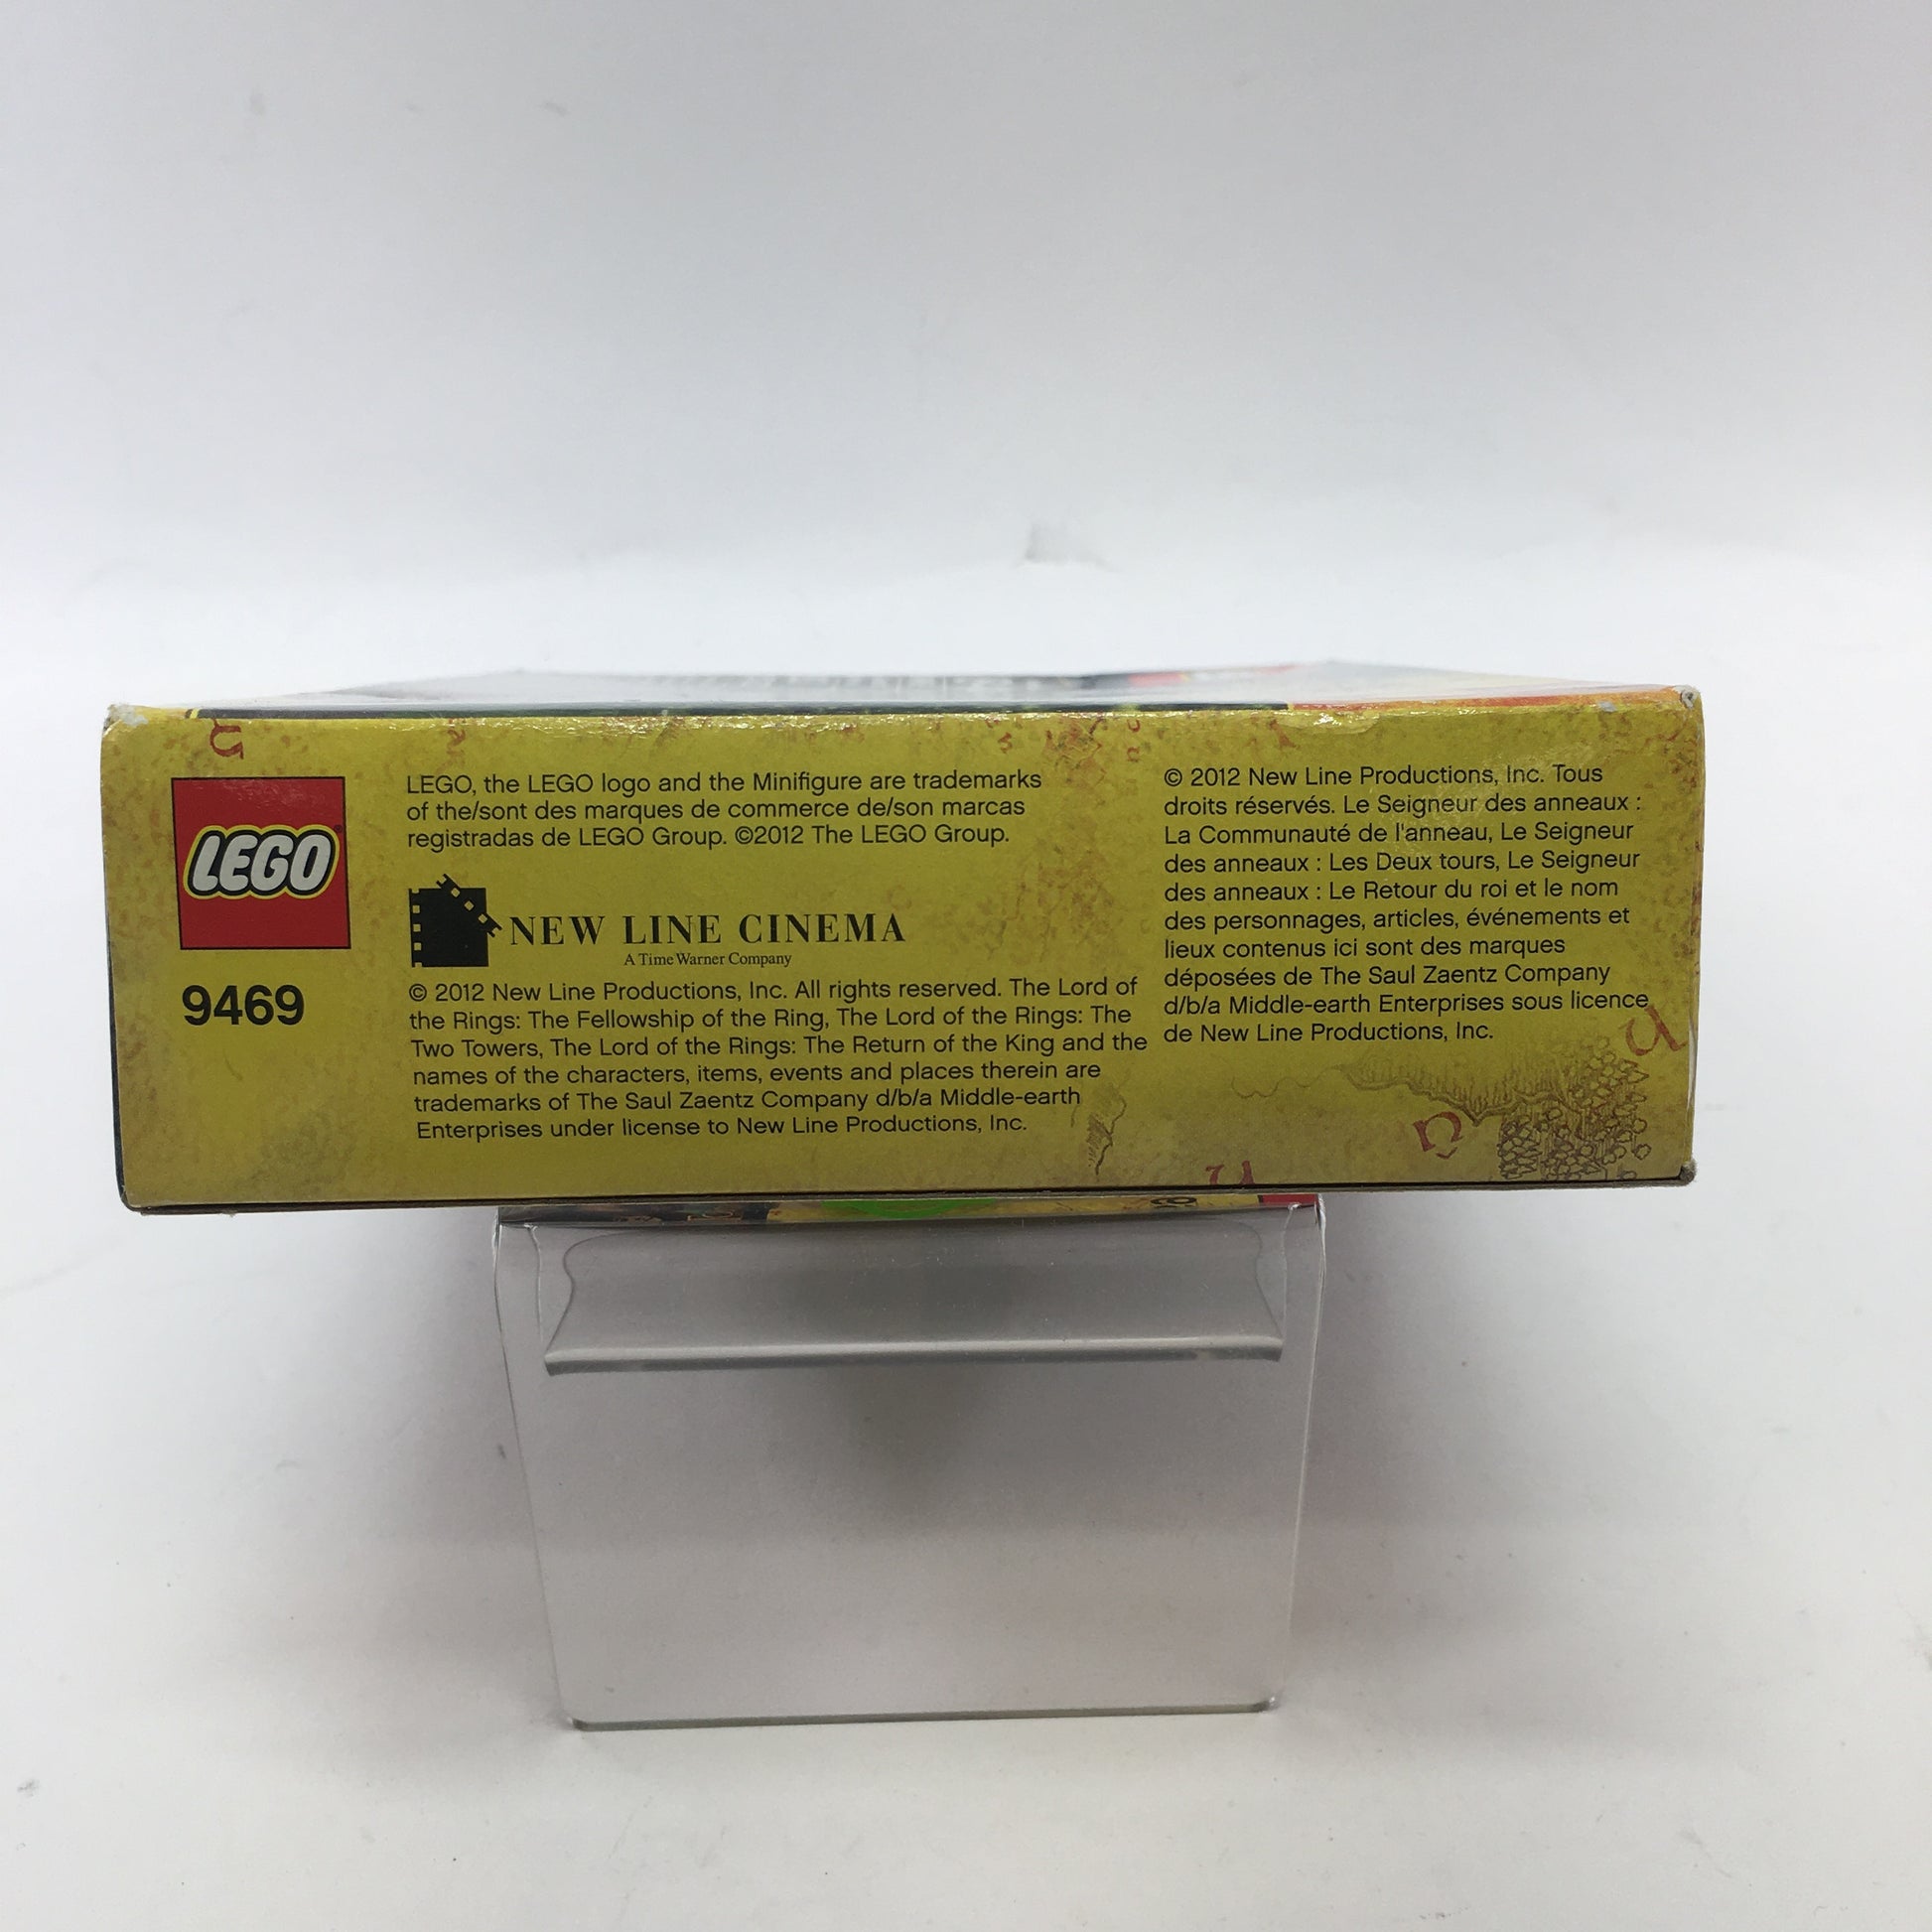 LEGO
9469
LEGO, the LEGO logo and the Minifigure are trademarks
of the/sont des marques de commerce de/son marcas
registradas de LEGO Group. ©2012 The LEGO Group.
NEW LINE CINEMA
A Time Warner Company
© 2012 New Line Productions, Inc. All rights reserved. The Lord of
the Rings: The Fellowship of the Ring, The Lord of the Rings: The
Two Towers, The Lord of the Rings: The Return of the King and the
names of the characters, items, events and places therein are
trademarks of The Saul Zaentz Company d/b/a Middle-earth
Enterprises under license to New Line Productions, Inc.
© 2012 New Line Productions, Inc. Tous
droits réservés. Le Seigneur des anneaux :
La Communauté de l'anneau, Le Seigneur
des anneaux : Les Deux tours, Le Seigneur
des anneaux : Le Retour du roi et le nom
des personnages, articles, événements et
lieux contenus ici sont des marques
déposées de The Saul Zaentz Company
d/b/a Middle-earth Enterprises sous licence
de New Line Productions, Inc.